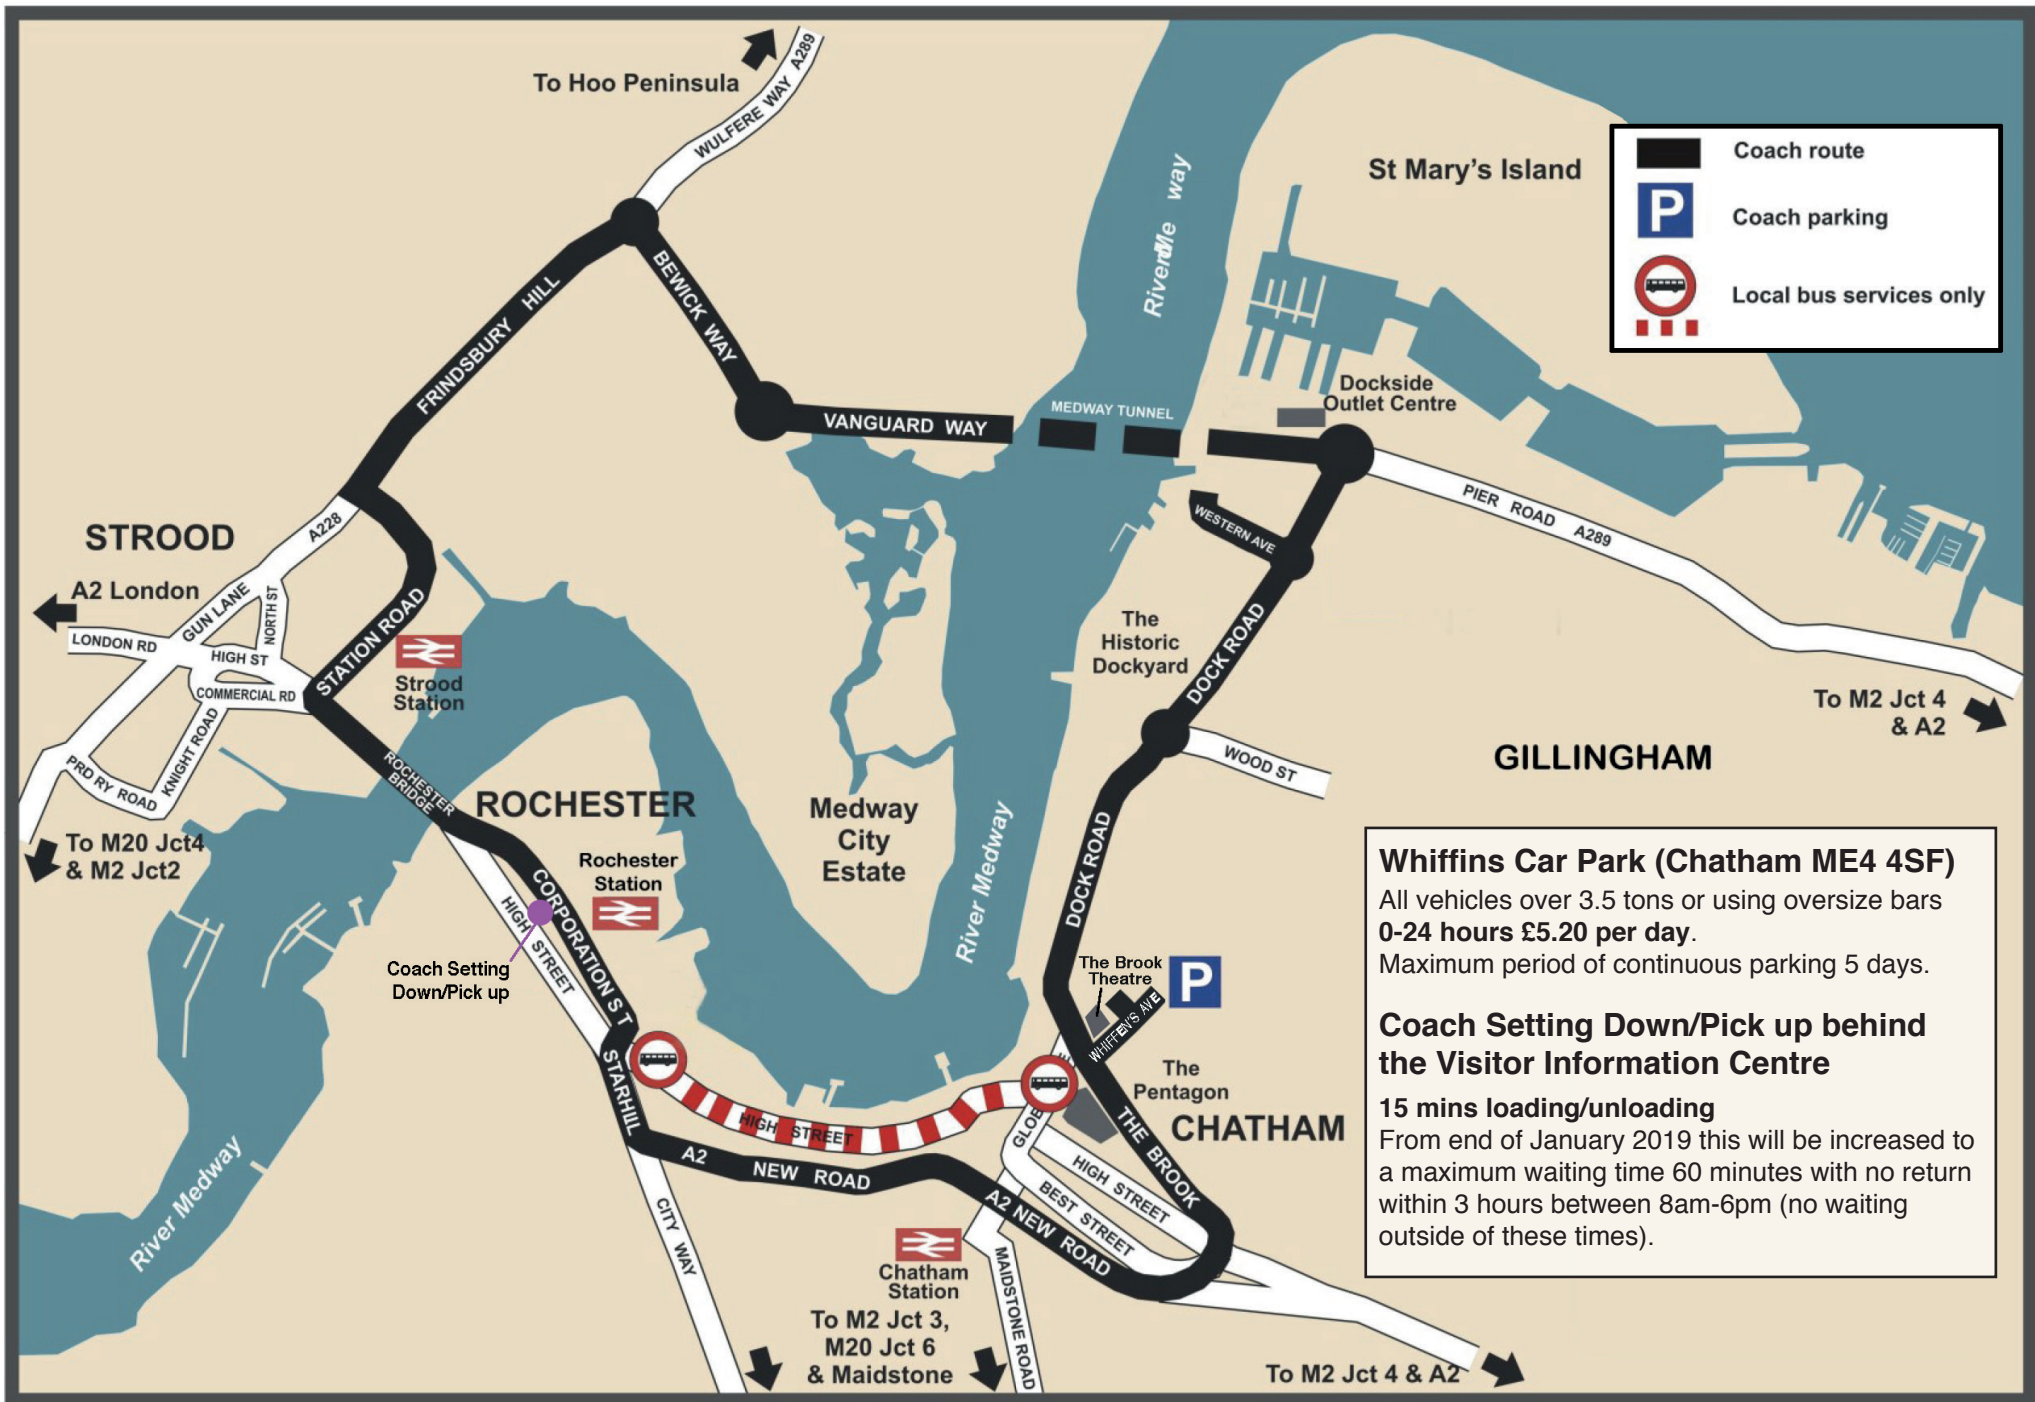 To Hoo Peninsula
WULFERE WAY A289
River Me way
St Mary's Island
Coach route
P
Coach parking
Local bus services only
FRINDSBURY HILL
BEWICK WAY
VANGUARD WAY
MEDWAY TUNNEL
Dockside
Outlet Centre
PIER ROAD A289
WESTERN AVE
STROOD
A228
A2 London
GUN LANE
NORTH ST
LONDON RD
HIGH ST
COMMERCIAL RD
STATION ROAD
KNIGHT ROAD
PRD RY ROAD
Strood
Station
To M20 Jct4
& M2 Jct2
ROCHESTER
BRIDGE
ROCHESTER
Rochester
Station
CORPORATION S T
HIGH STREET
Coach Setting
Down/Pick up
Medway
City
Estate
River Medway
The
Historic
Dockyard
DOCK ROAD
WOOD ST
DOCK ROAD
To M2 Jct 4
& A2
GILLINGHAM
The Brook
Theatre
P
WHIFFEN'S AVE
The
Pentagon
CHATHAM
THE BROOK
STARHIL
HIGH STREET
GLOB
HIGH STREET
BEST STREET
A2 NEW ROAD
A2 NEW ROAD
CITY WAY
River Medway
Chatham
Station
MAIDSTONE ROAD
To M2 Jct 3,
M20 Jct 6
& Maidstone
To M2 Jct 4 & A2
Whiffins Car Park (Chatham ME4 4SF)
All vehicles over 3.5 tons or using oversize bars
0-24 hours £5.20 per day.
Maximum period of continuous parking 5 days.
Coach Setting Down/Pick up behind
the Visitor Information Centre
15 mins loading/unloading
From end of January 2019 this will be increased to
a maximum waiting time 60 minutes with no return
within 3 hours between 8am-6pm (no waiting
outside of these times).